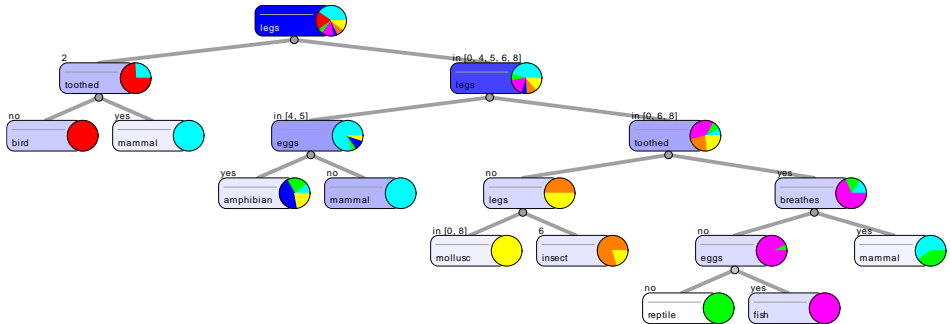 legs
2
in [0, 4, 5, 6, 8]
toothed
legs
no
yes
in [4, 5]
in [0, 6, 8]
bird
mammal
eggs
toothed
yes
no
no
yes
amphibian
mammal
legs
breathes
in [0, 8]
6
no
yes
mollusc
insect
eggs
mammal
no
yes
reptile
fish